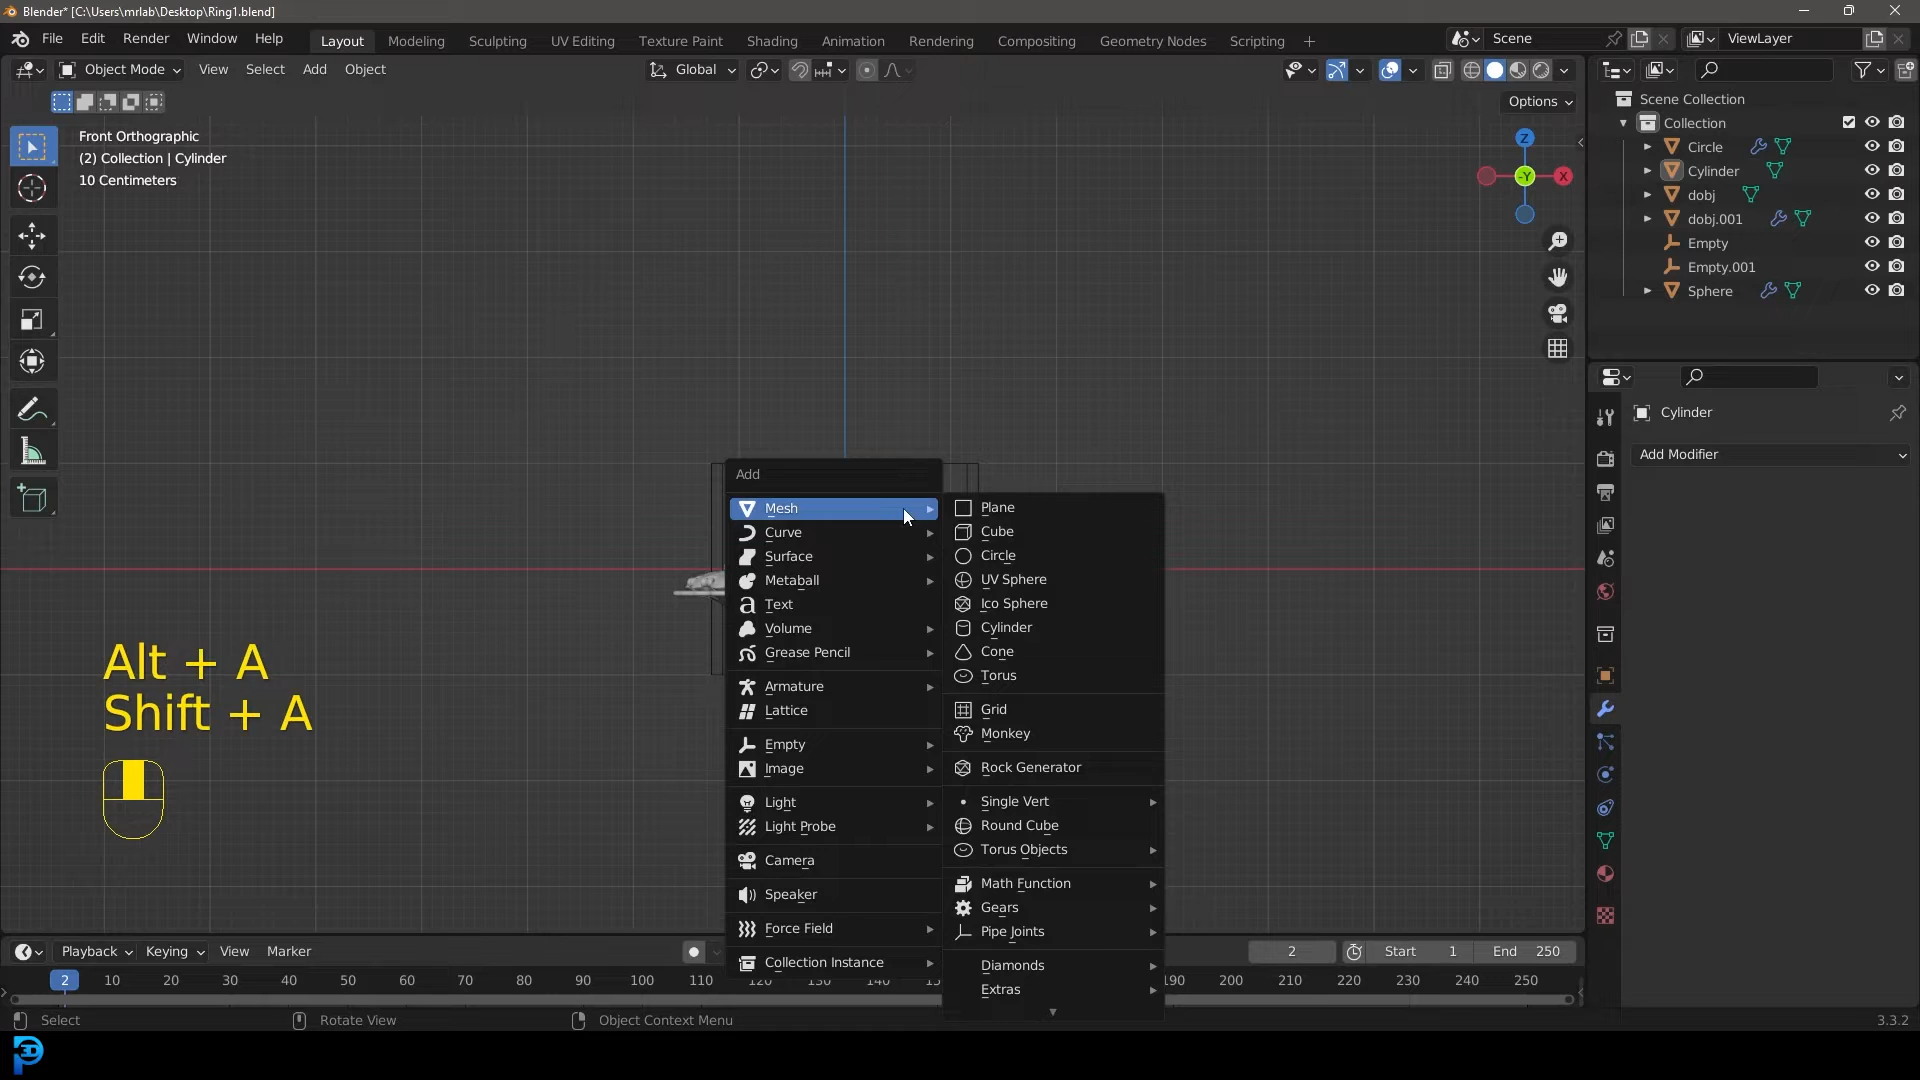 Blender* [C:\Users\mrlab\Desktop\Ring1.blend]
File Edit Render Window Help
Layout Modeling Sculpting UV Editing Texture Paint Shading Animation Rendering Compositing Geometry Nodes Scripting +
Scene ViewLayer
Object Mode View Select Add Object Global
Options
Front Orthographic
(2) Collection | Cylinder
10 Centimeters
Z
-Y
X
Scene Collection
Collection
Circle
Cylinder
dobj
dobj.001
Empty
Empty.001
Sphere
Cylinder
Add Modifier
Add
Mesh
Curve
Surface
Metaball
Text
Volume
Grease Pencil
Armature
Lattice
Empty
Image
Light
Light Probe
Camera
Speaker
Force Field
Collection Instance
Plane
Cube
Circle
UV Sphere
Ico Sphere
Cylinder
Cone
Torus
Grid
Monkey
Rock Generator
Single Vert
Round Cube
Torus Objects
Math Function
Gears
Pipe Joints
Diamonds
Extras
Alt + A
Shift + A
Playback Keying View Marker
2 Start 1 End 250
2 10 20 30 40 50 60 70 80 90 100 110 120 130 140 190 200 210 220 230 240 250
Select Rotate View Object Context Menu
3.3.2